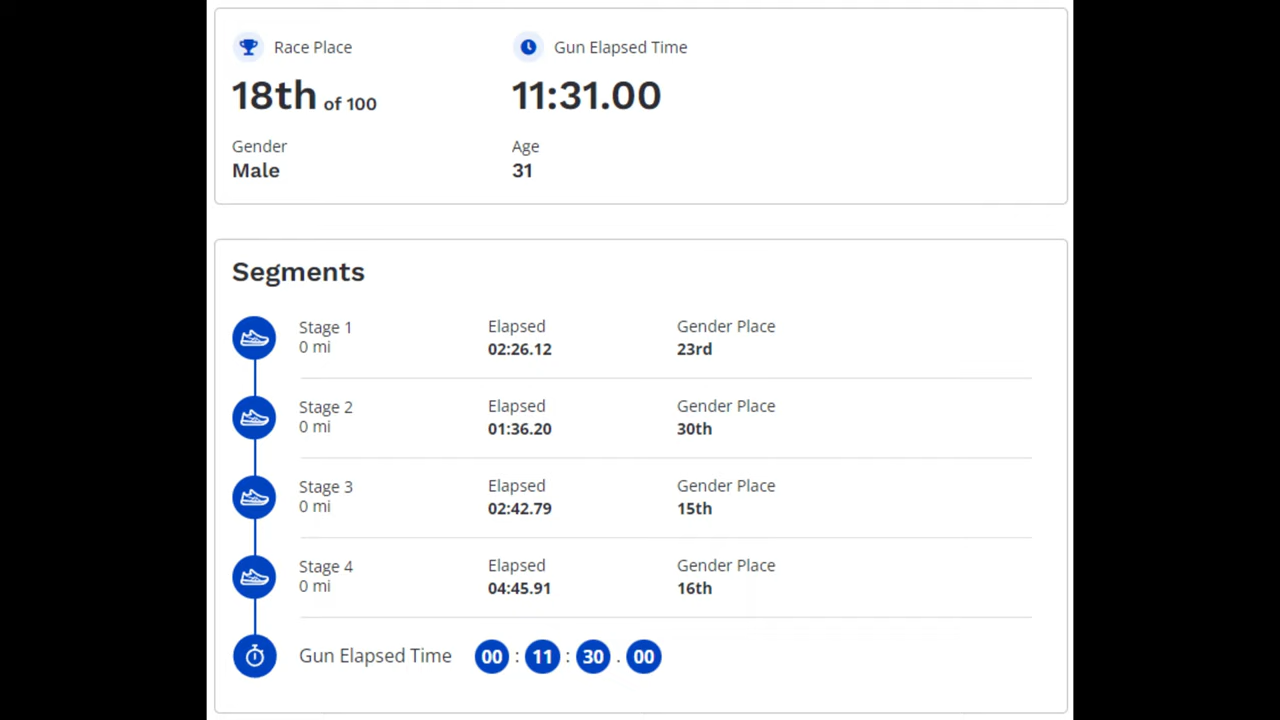 Race Place
Gun Elapsed Time
18th of 100
11:31.00
Gender
Age
Male
31
Segments
Stage 1
Elapsed
Gender Place
0 mi
02:26.12
23rd
Stage 2
Elapsed
Gender Place
0 mi
01:36.20
30th
Stage 3
Elapsed
Gender Place
0 mi
02:42.79
15th
Stage 4
Elapsed
Gender Place
0 mi
04:45.91
16th
Gun Elapsed Time 00 : 11 : 30 . 00